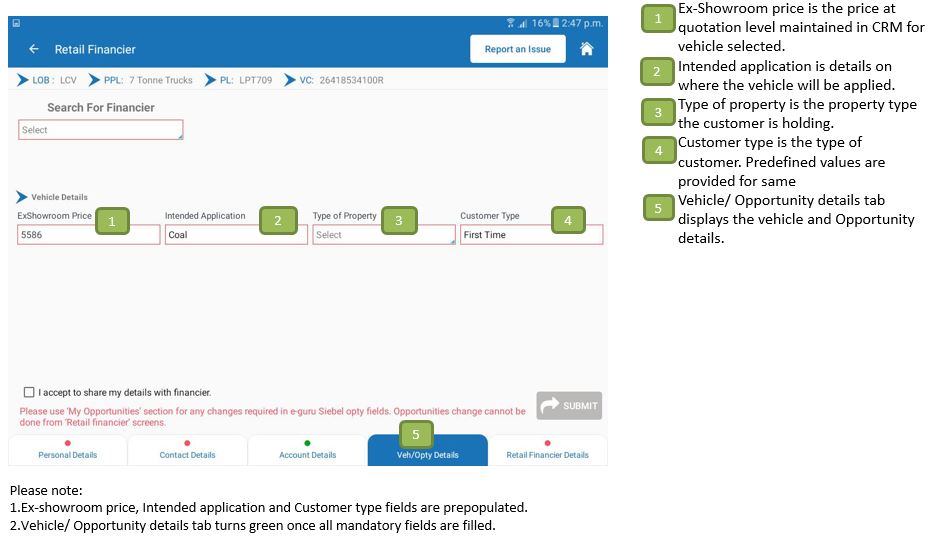 16% 2:47 p.m.
Retail Financier
Report an Issue
LOB : LCV PPL: 7 Tonne Trucks PL: LPT709 VC: 26418534100R
Search For Financier
Select
Vehicle Details
ExShowroom Price 1 Intended Application 2 Type of Property 3 Customer Type 4
5586 Coal Select First Time
I accept to share my details with financier.
Please use 'My Opportunities' section for any changes required in e-guru Siebel opty fields. Opportunities change cannot be
done from 'Retail financier' screens.
SUBMIT
5
Personal Details Contact Details Account Details Veh/Opty Details Retail Financier Details
1 Ex-Showroom price is the price at
quotation level maintained in CRM for
vehicle selected.
2 Intended application is details on
where the vehicle will be applied.
3 Type of property is the property type
the customer is holding.
4 Customer type is the type of
customer. Predefined values are
provided for same
5 Vehicle/ Opportunity details tab
displays the vehicle and Opportunity
details.
Please note:
1.Ex-showroom price, Intended application and Customer type fields are prepopulated.
2.Vehicle/ Opportunity details tab turns green once all mandatory fields are filled.